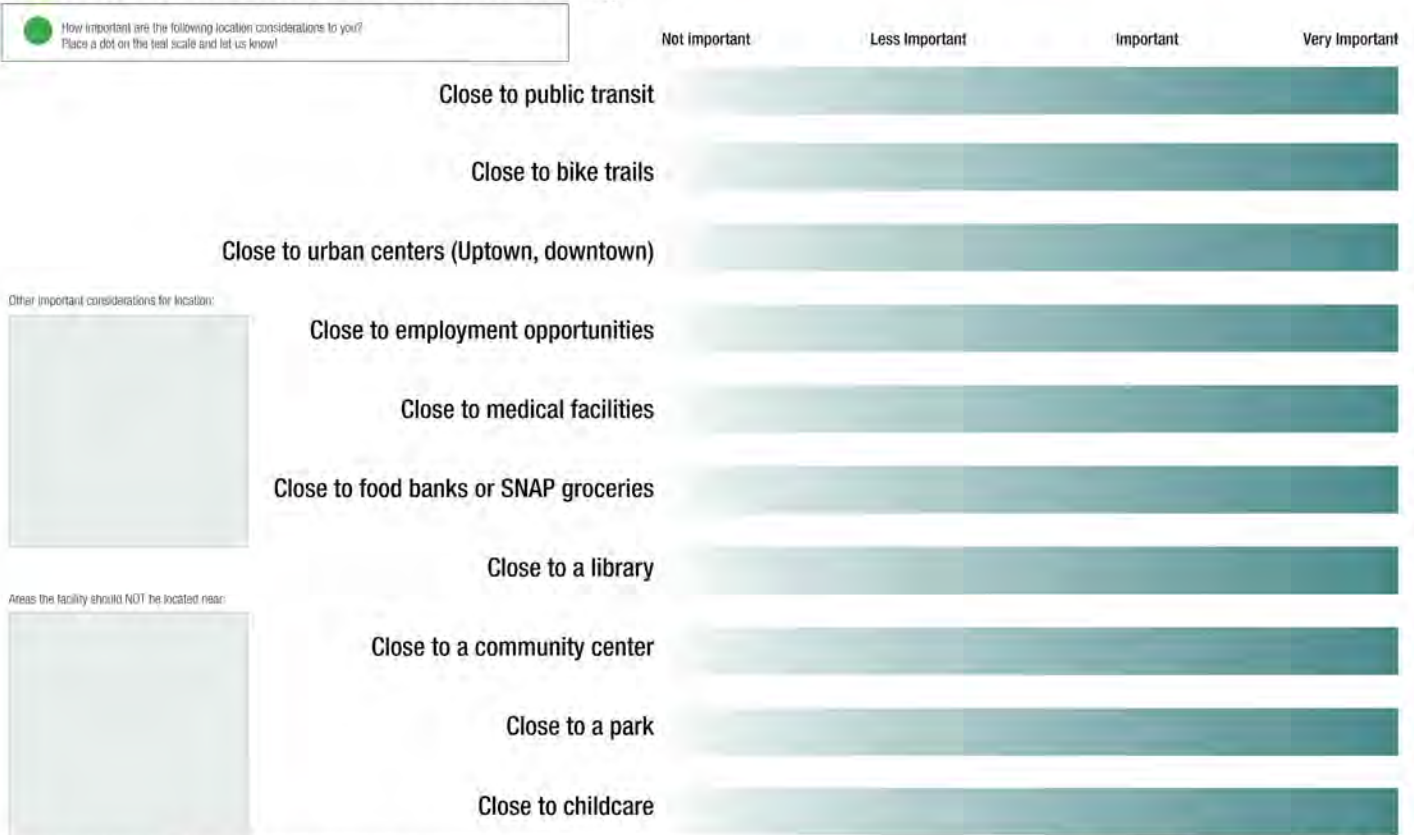 How important are the following location considerations to you?
Place a dot on the teal scale and let us know!
Not important Less Important Important Very Important
Close to public transit
Close to bike trails
Close to urban centers (Uptown, downtown)
Other important considerations for location:
Close to employment opportunities
Close to medical facilities
Close to food banks or SNAP groceries
Close to a library
Areas the facility should NOT be located near:
Close to a community center
Close to a park
Close to childcare